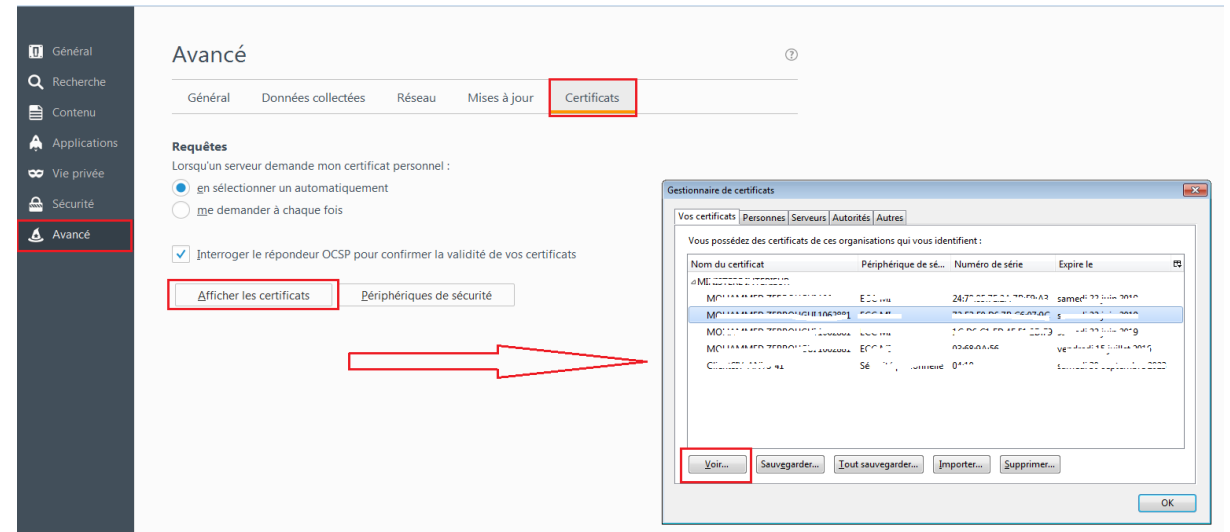 Général
Recherche
Contenu
Applications
Vie privée
Sécurité
Avancé
Avancé
Général Données collectées Réseau Mises à jour Certificats
Requêtes
Lorsqu'un serveur demande mon certificat personnel :
en sélectionner un automatiquement
me demander à chaque fois
Interroger le répondeur OCSP pour confirmer la validité de vos certificats
Afficher les certificats Périphériques de sécurité
Gestionnaire de certificats
Vos certificats Personnes Serveurs Autorités Autres
Vous possédez des certificats de ces organisations qui vous identifient :
Nom du certificat Périphérique de sé... Numéro de série Expire le
Voir... Sauvegarder... Tout sauvegarder... Importer... Supprimer...
OK